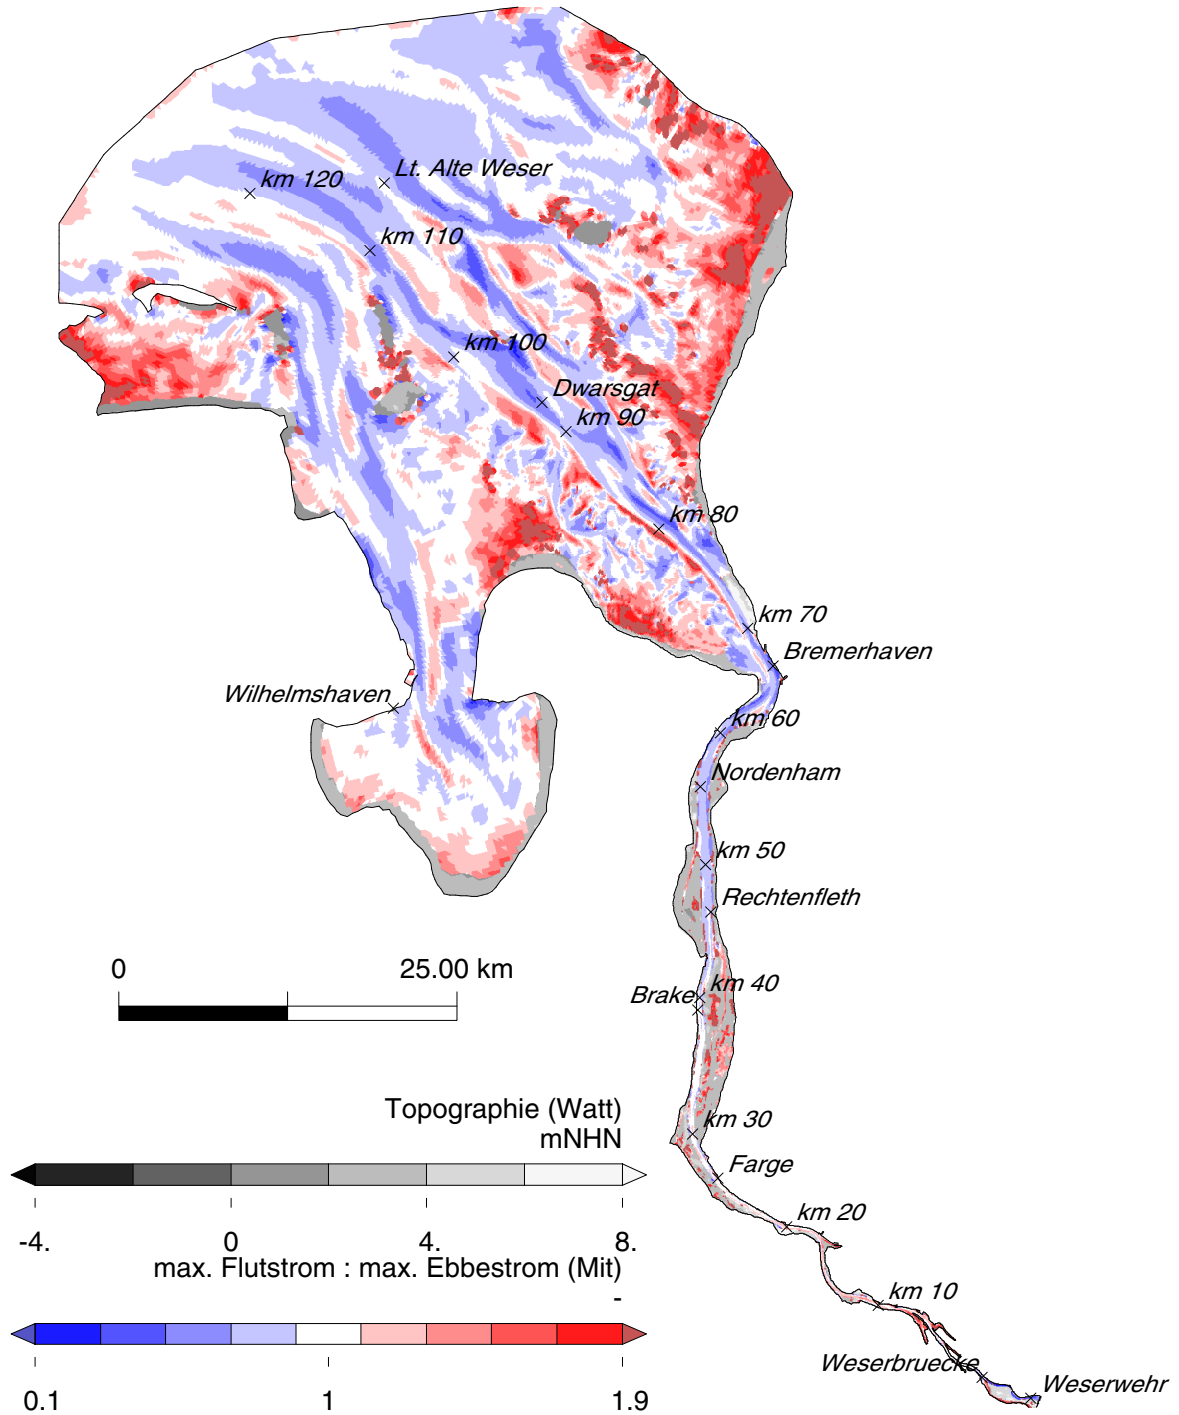 Lt. Alte Weser
km 120
km 110
km 100
Dwarsgat
km 90
km 80
km 70
Bremerhaven
Wilhelmshaven
km 60
Nordenham
km 50
Rechtenfleth
0 25.00 km
km 40
Brake
Topographie (Watt)
mNHN
km 30
Farge
-4. 0 4. 8.
km 20
max. Flutstrom : max. Ebbestrom (Mit)
-
km 10
Weserbruecke
Weserwehr
0.1 1 1.9